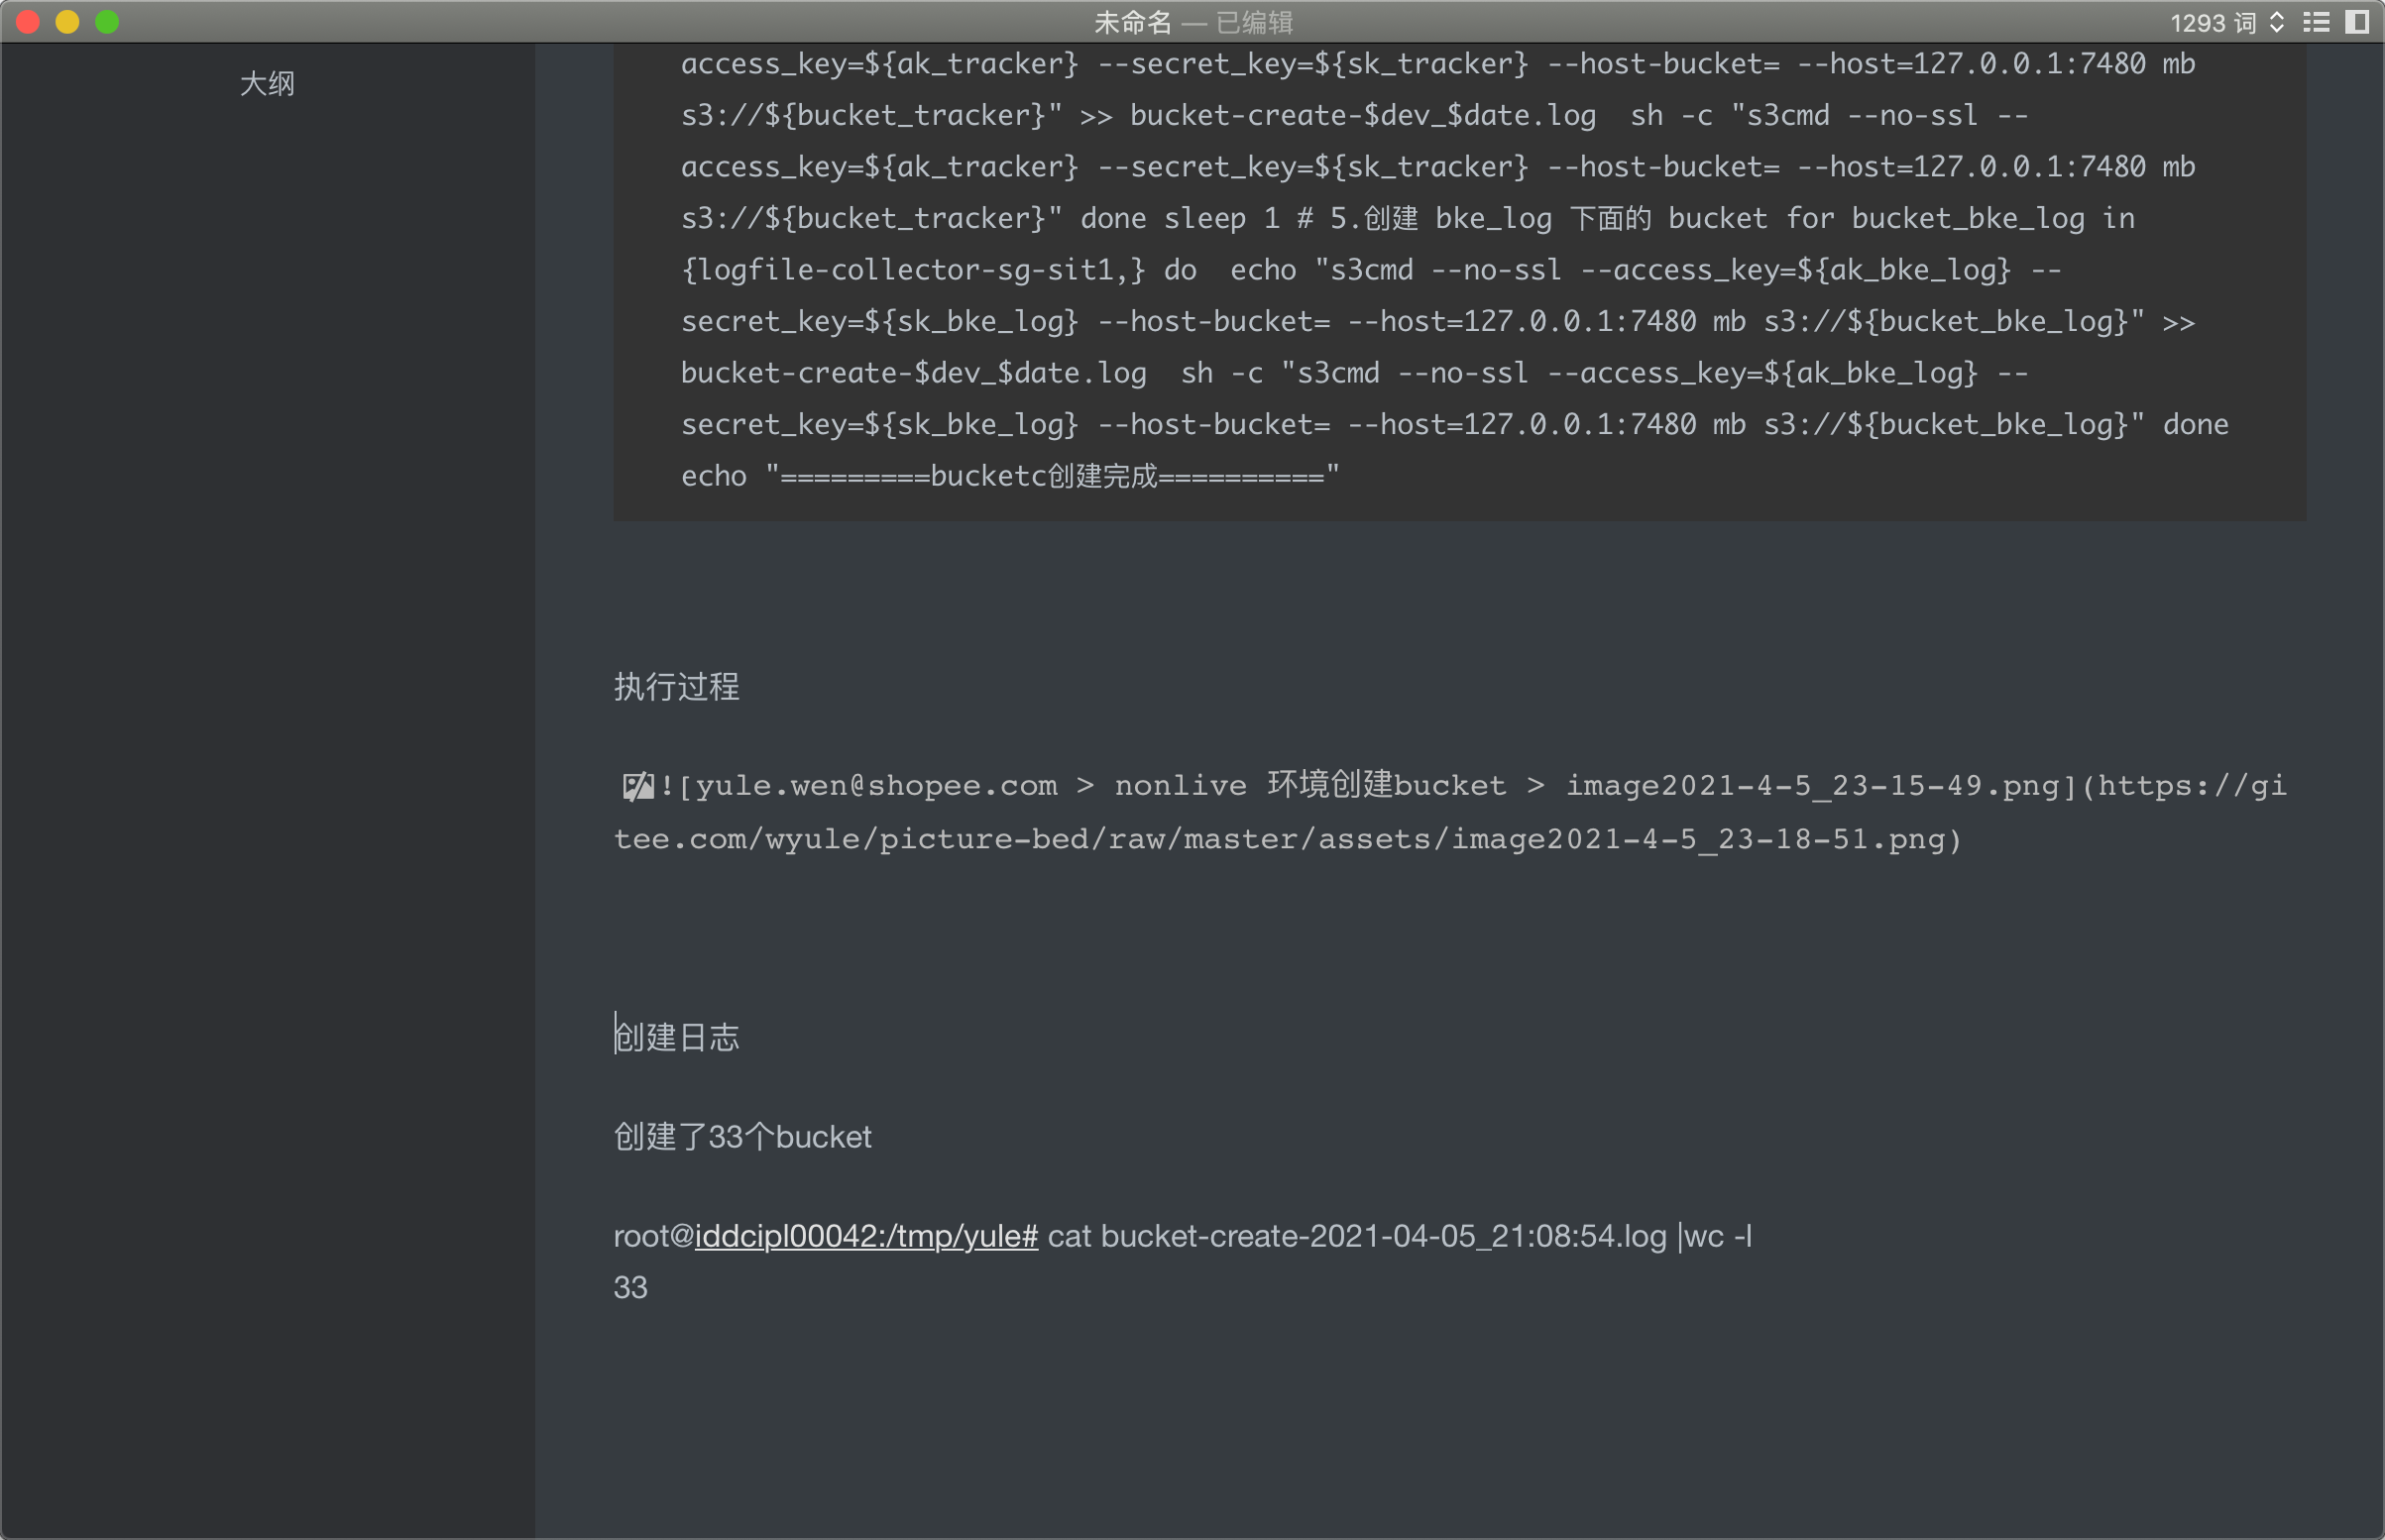 未命名 — 已编辑
1293 词
大纲
access_key=${ak_tracker} --secret_key=${sk_tracker} --host-bucket= --host=127.0.0.1:7480 mb
s3://${bucket_tracker}" >> bucket-create-$dev_$date.log  sh -c "s3cmd --no-ssl --
access_key=${ak_tracker} --secret_key=${sk_tracker} --host-bucket= --host=127.0.0.1:7480 mb
s3://${bucket_tracker}" done sleep 1 # 5.创建 bke_log 下面的 bucket for bucket_bke_log in
{logfile-collector-sg-sit1,} do  echo "s3cmd --no-ssl --access_key=${ak_bke_log} --
secret_key=${sk_bke_log} --host-bucket= --host=127.0.0.1:7480 mb s3://${bucket_bke_log}" >>
bucket-create-$dev_$date.log  sh -c "s3cmd --no-ssl --access_key=${ak_bke_log} --
secret_key=${sk_bke_log} --host-bucket= --host=127.0.0.1:7480 mb s3://${bucket_bke_log}" done
echo "=========bucketc创建完成=========="
执行过程
![yule.wen@shopee.com > nonlive 环境创建bucket > image2021-4-5_23-15-49.png](https://gi
tee.com/wyule/picture-bed/raw/master/assets/image2021-4-5_23-18-51.png)
创建日志
创建了33个bucket
root@iddcipl00042:/tmp/yule# cat bucket-create-2021-04-05_21:08:54.log |wc -l
33